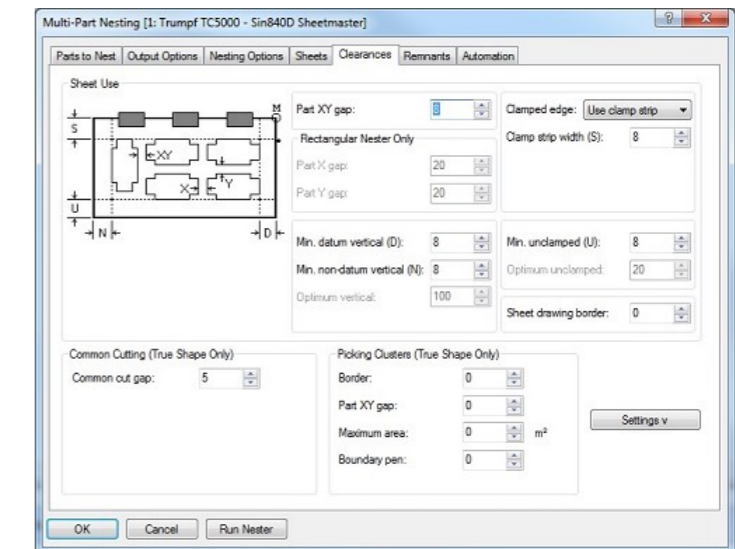 Multi-Part Nesting [1: Trumpf TC5000 - Sin840D Sheetmaster]
Parts to Nest Output Options Nesting Options Sheets Clearances Remnants Automation
Sheet Use
M
S
XY
X
Y
U
N
D
Part XY gap: 8
Rectangular Nester Only
Part X gap: 20
Part Y gap: 20
Clamped edge: Use clamp strip
Clamp strip width (S): 8
Min. datum vertical (D): 8
Min. non-datum vertical (N): 8
Optimum vertical: 100
Min. unclamped (U): 8
Optimum unclamped: 20
Sheet drawing border: 0
Common Cutting (True Shape Only)
Common cut gap: 5
Picking Clusters (True Shape Only)
Border: 0
Part XY gap: 0
Maximum area: 0 m²
Boundary pen: 0
Settings v
OK Cancel Run Nester